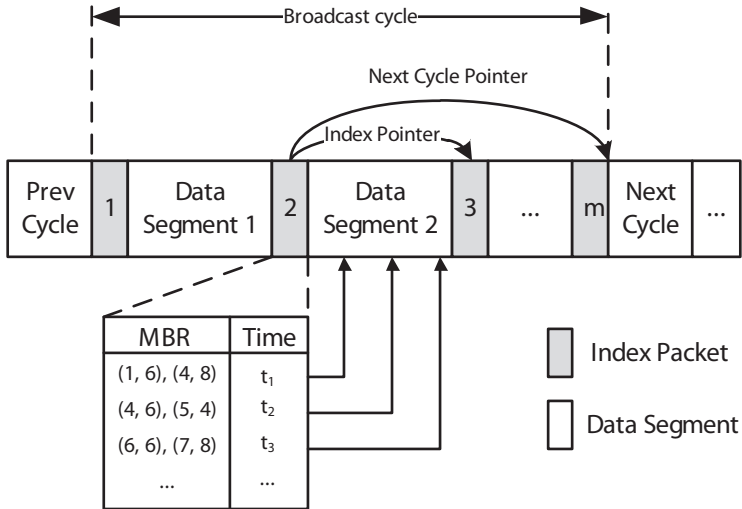 Broadcast cycle
Next Cycle Pointer
Index Pointer
Prev
Cycle
1
Data
Segment 1
2
Data
Segment 2
3
...
m
Next
Cycle
...
MBR Time
(1, 6), (4, 8) t1
(4, 6), (5, 4) t2
(6, 6), (7, 8) t3
... ...
Index Packet
Data Segment